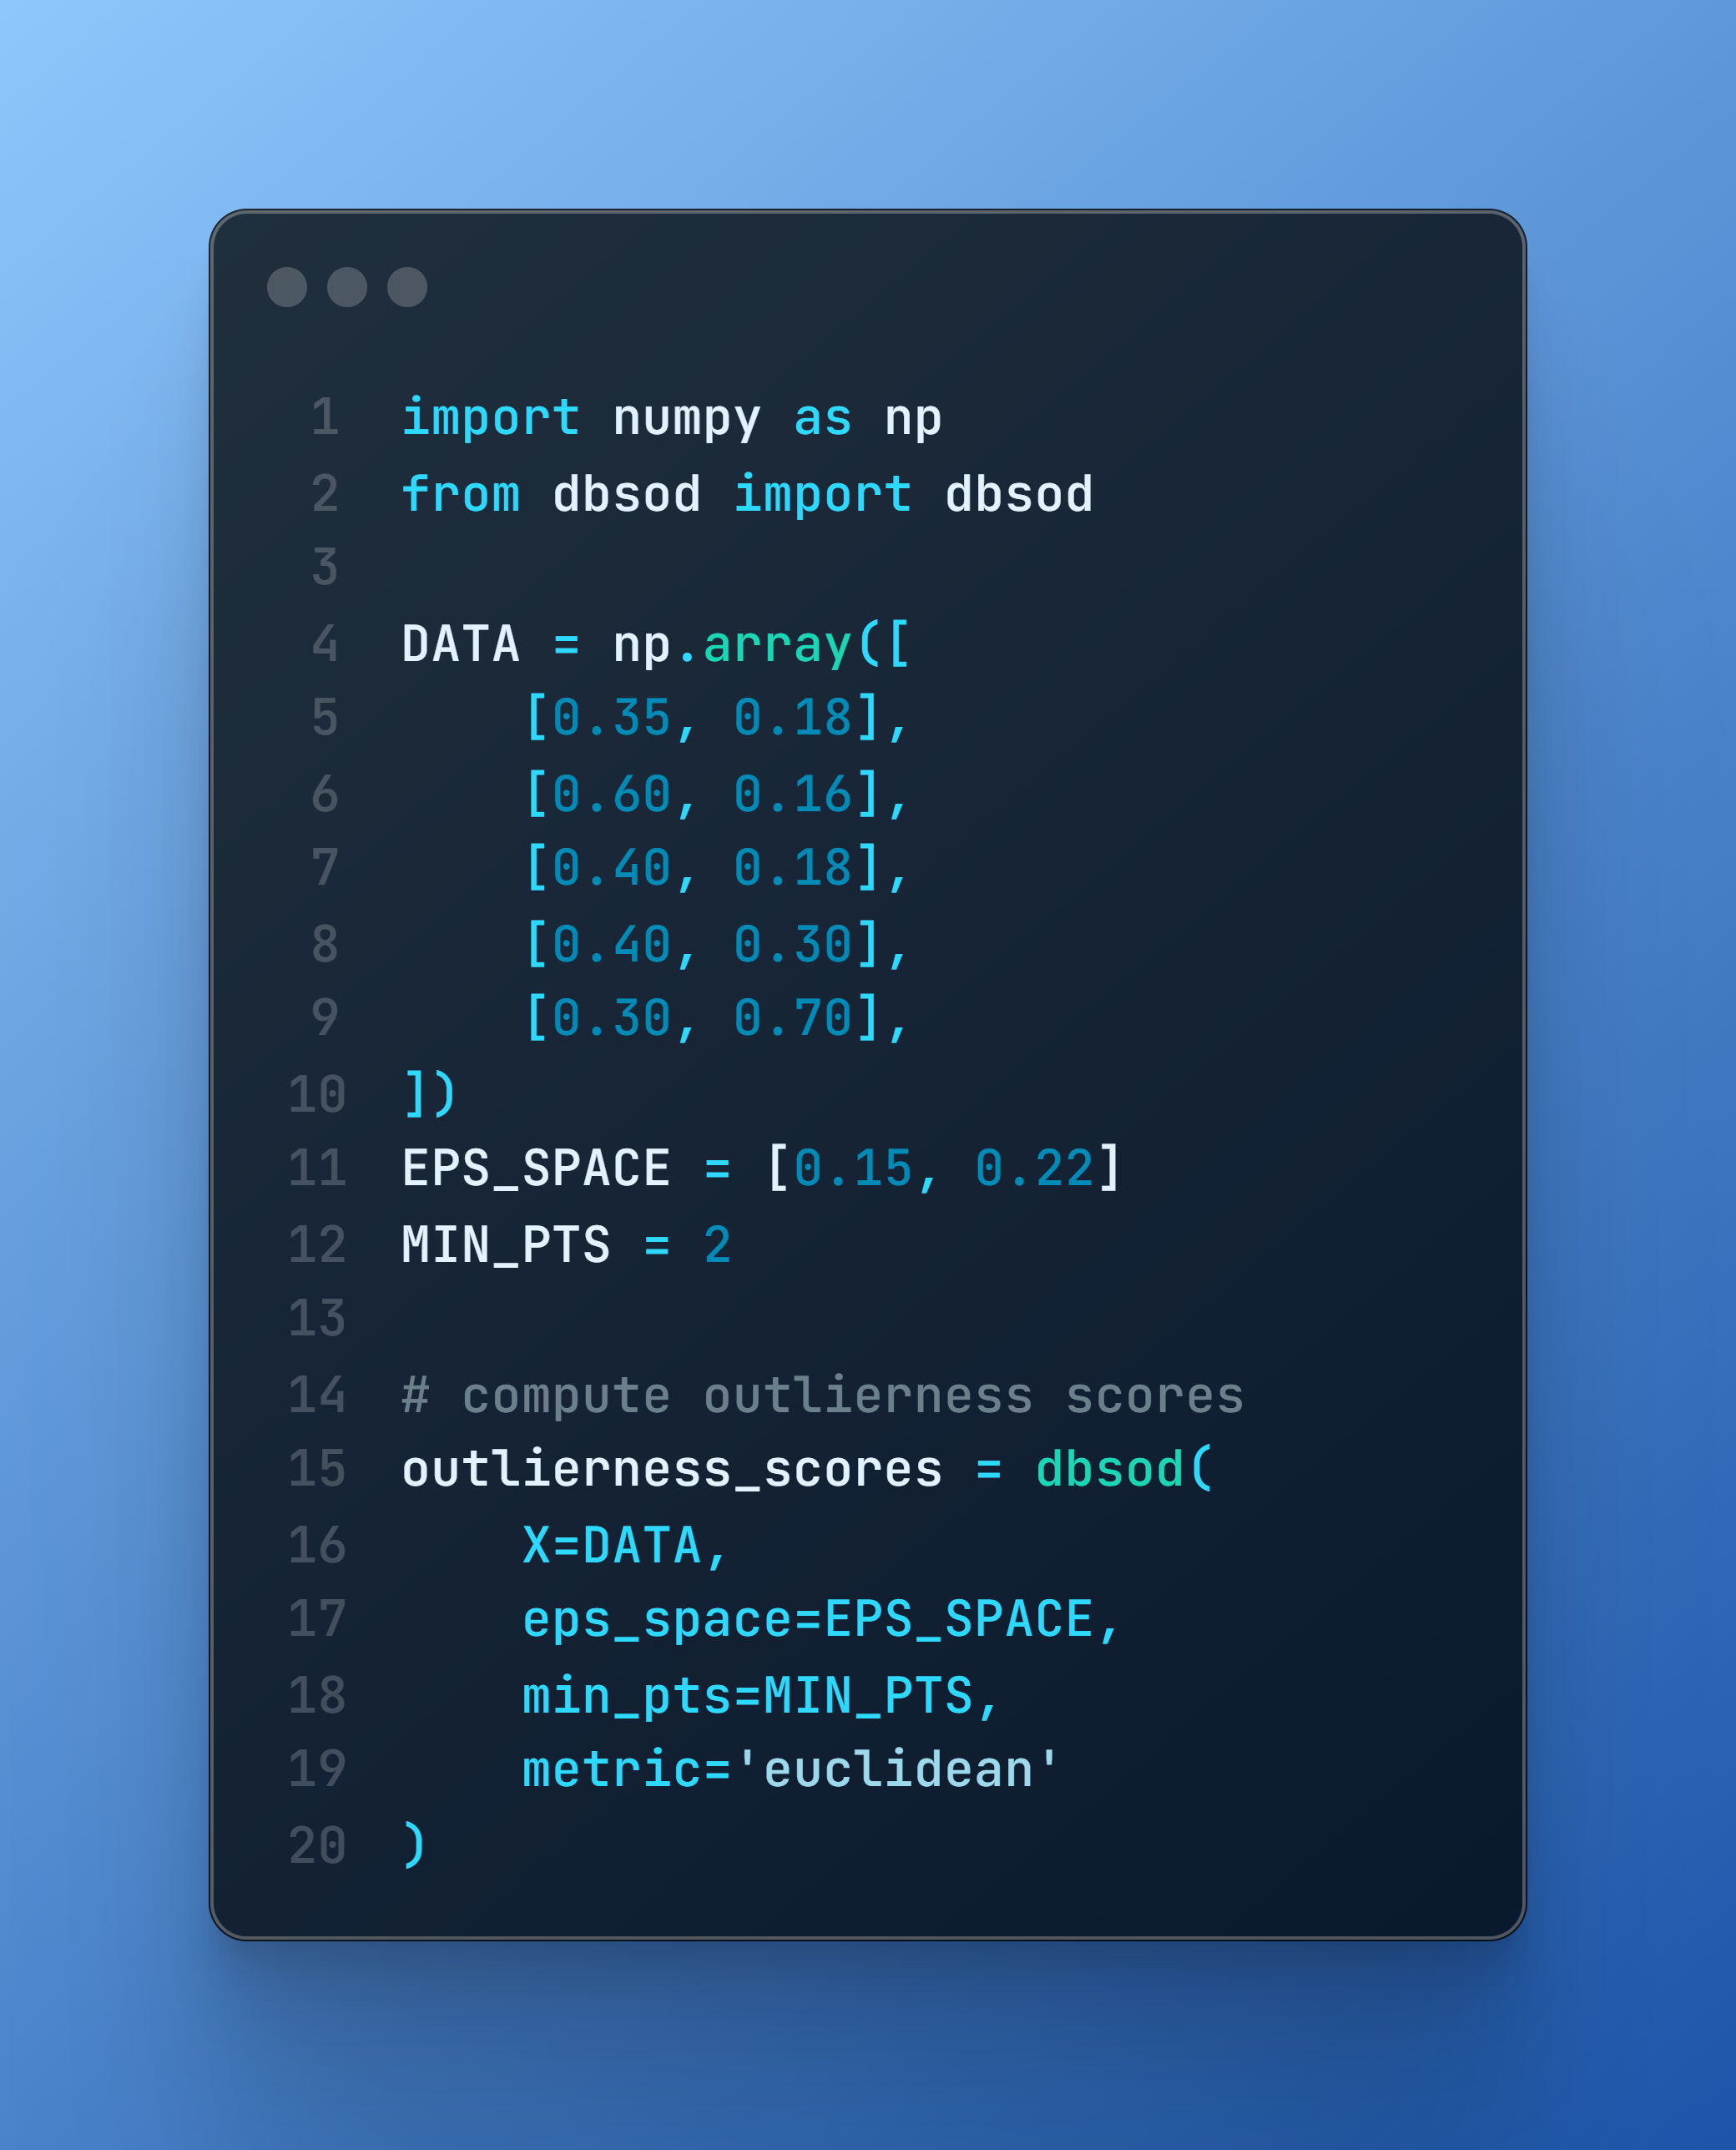 1 import numpy as np
2 from dbsod import dbsod
3
4 DATA = np.array([
5     [0.35, 0.18],
6     [0.60, 0.16],
7     [0.40, 0.18],
8     [0.40, 0.30],
9     [0.30, 0.70],
10 ])
11 EPS_SPACE = [0.15, 0.22]
12 MIN_PTS = 2
13
14 # compute outlierness scores
15 outlierness_scores = dbsod(
16     X=DATA,
17     eps_space=EPS_SPACE,
18     min_pts=MIN_PTS,
19     metric='euclidean'
20 )